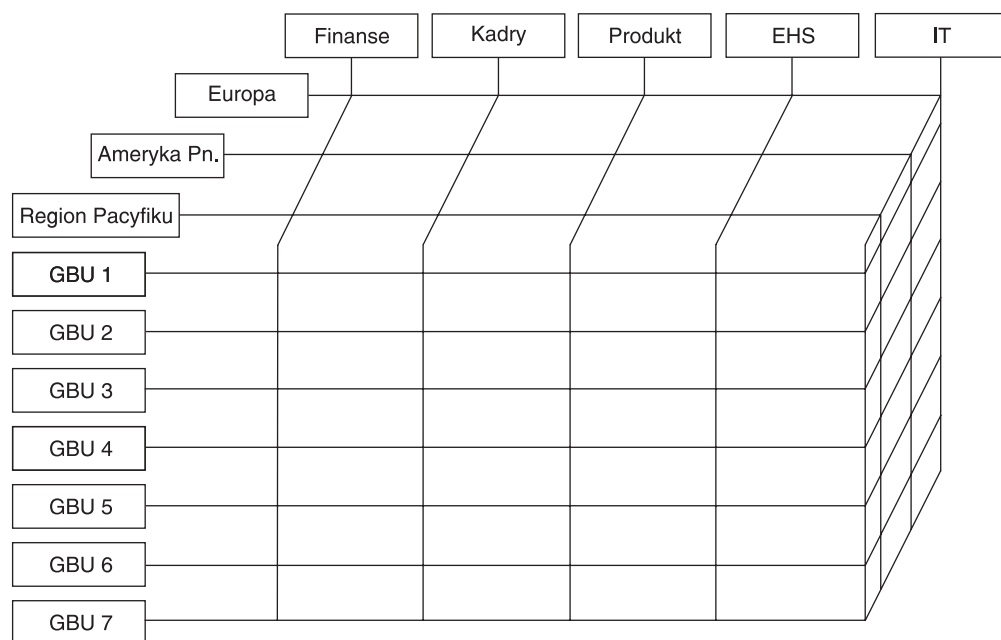 Finanse
Kadry
Produkt
EHS
IT
Europa
Ameryka Pn.
Region Pacyfiku
GBU 1
GBU 2
GBU 3
GBU 4
GBU 5
GBU 6
GBU 7